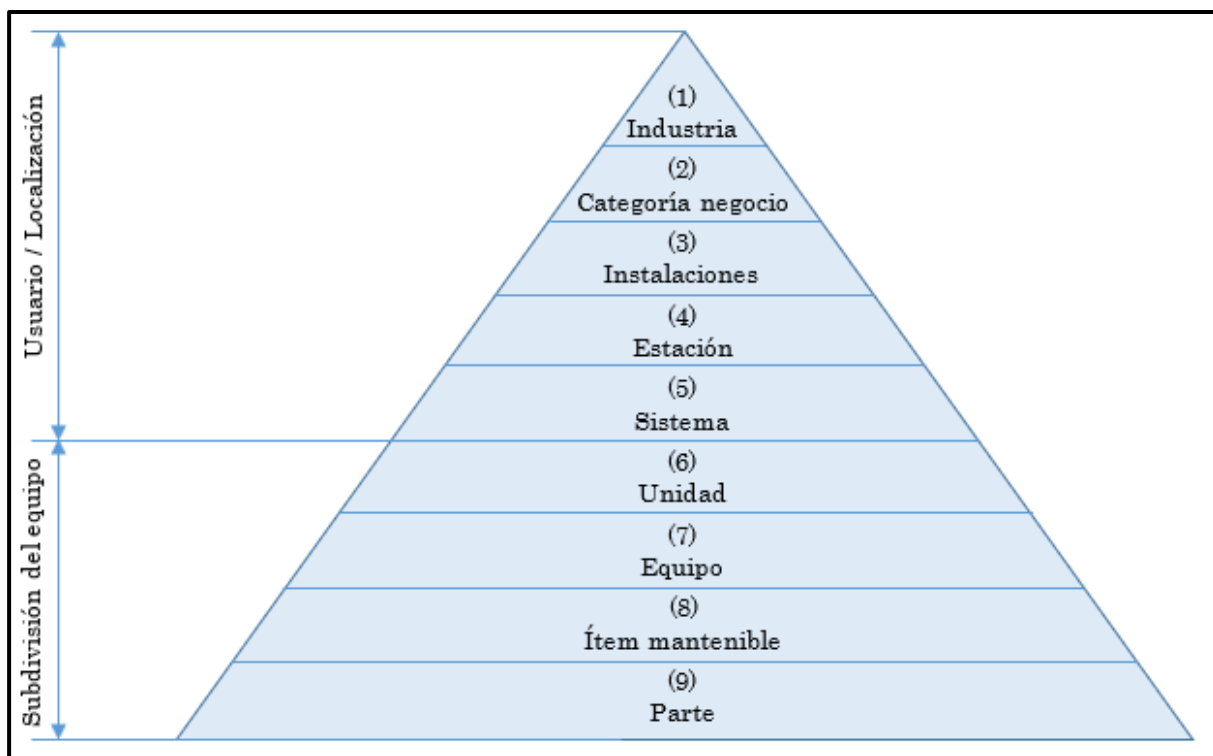 Usuario / Localización
Subdivisión del equipo
(1)
Industria
(2)
Categoría negocio
(3)
Instalaciones
(4)
Estación
(5)
Sistema
(6)
Unidad
(7)
Equipo
(8)
Ítem mantenible
(9)
Parte